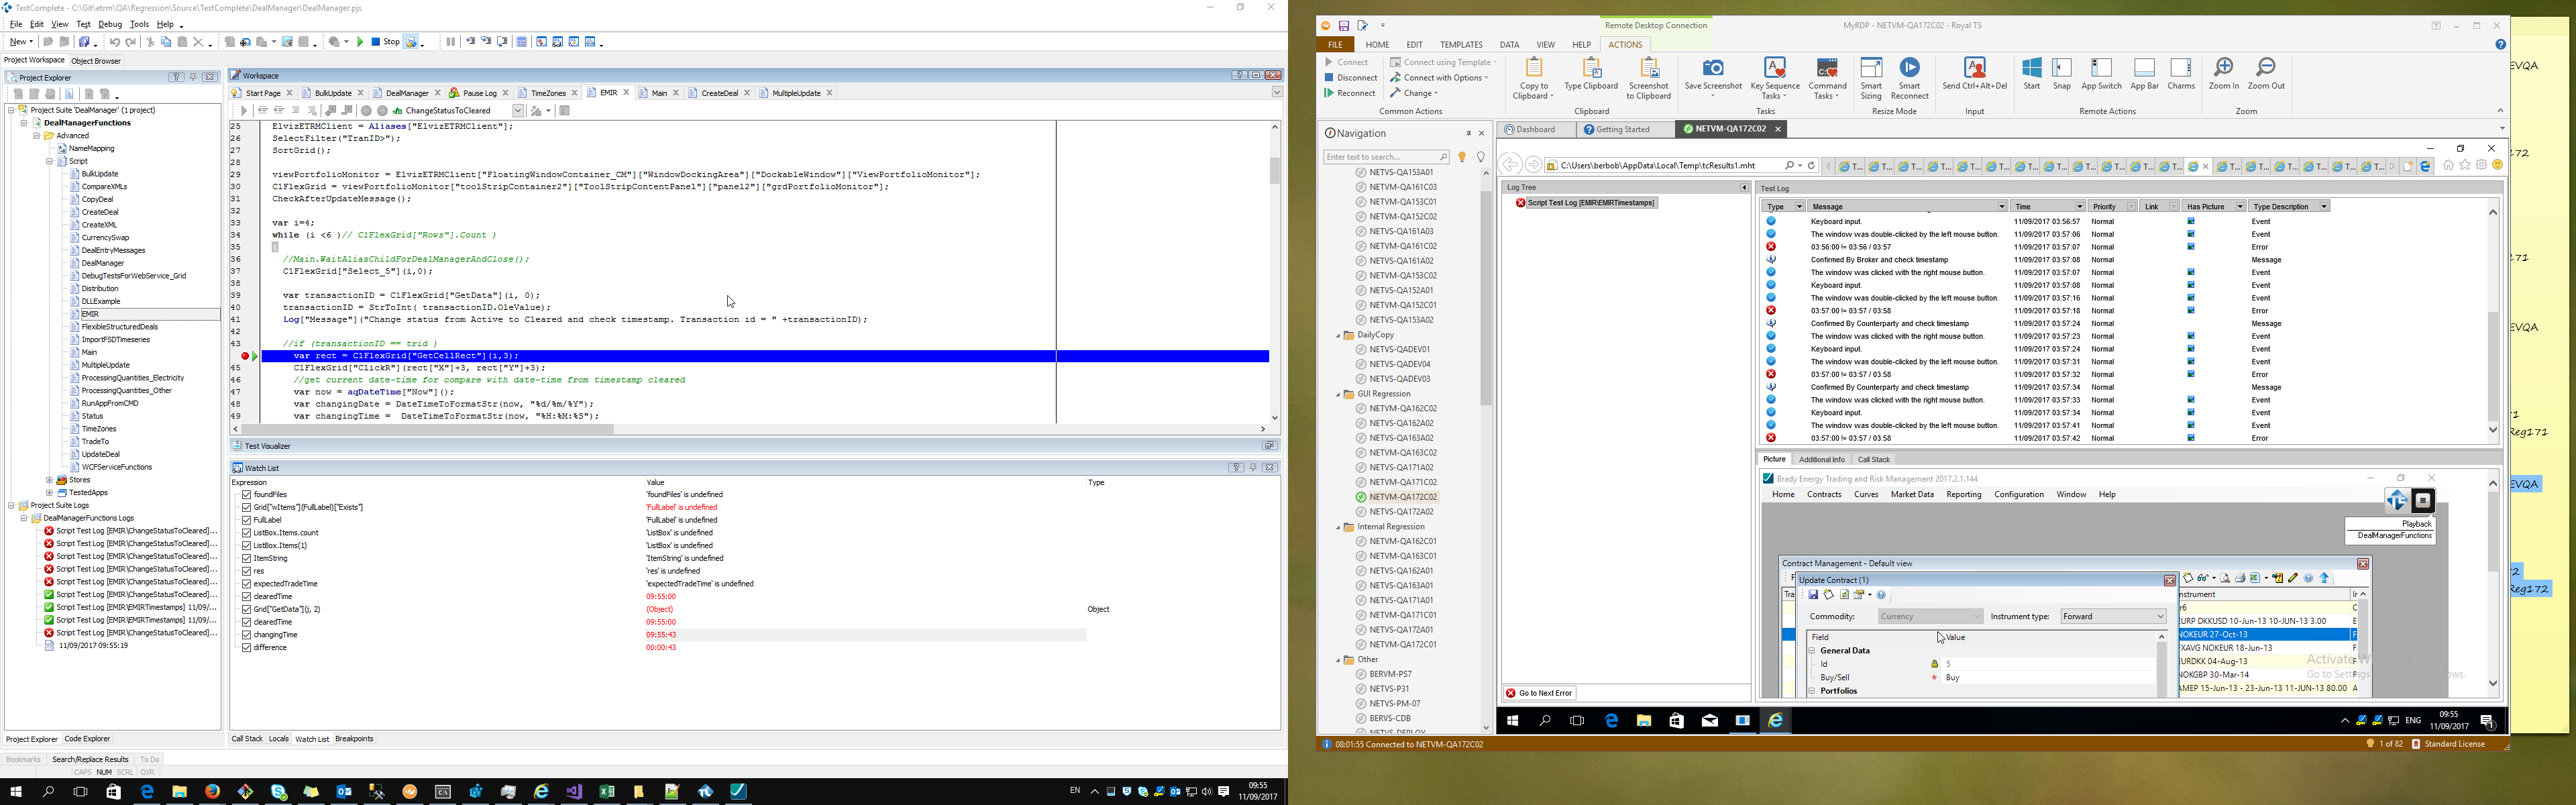 TestComplete - C:\Git\etrm\QA\Regression\Source\TestComplete\DealManager\DealManager.pjs
File Edit View Test Debug Tools Help
New Stop
Project Workspace Object Browser
Project Explorer
Project Suite 'DealManager' (1 project)
DealManagerFunctions
Advanced
NameMapping
Script
BulkUpdate
CompareXMLs
CopyDeal
CreateDeal
CreateXML
CurrencySwap
DealEntryMessages
DealManager
DebugTestsForWebService_Grid
Distribution
DLLExample
EMIR
FlexibleStructuredDeals
ImportFSDTimeseries
Main
MultipleUpdate
ProcessingQuantities_Electricity
ProcessingQuantities_Other
RunAppFromCMD
Status
TimeZones
TradeTo
UpdateDeal
WCFServiceFunctions
Stores
TestedApps
Project Suite Logs
DealManagerFunctions Logs
Script Test Log [EMIR\ChangeStatusToCleared]...
Script Test Log [EMIR\ChangeStatusToCleared]...
Script Test Log [EMIR\ChangeStatusToCleared]...
Script Test Log [EMIR\ChangeStatusToCleared]...
Script Test Log [EMIR\ChangeStatusToCleared]...
Script Test Log [EMIR\ChangeStatusToCleared]...
Script Test Log [EMIR\EMIRTimestamps] 11/09/...
Script Test Log [EMIR\EMIRTimestamps] 11/09/...
Script Test Log [EMIR\ChangeStatusToCleared]...
11/09/2017 09:55:19
Project Explorer Code Explorer
Bookmarks Search/Replace Results To Do
CAPS NUM SCRL OVR
Workspace
Start Page BulkUpdate DealManager Pause Log TimeZones EMIR Main CreateDeal MultipleUpdate
ChangeStatusToCleared
25 ElvizETRMClient = Aliases["ElvizETRMClient"];
26 SelectFilter("TranID>");
27 SortGrid();
28
29 viewPortfolioMonitor = ElvizETRMClient["FloatingWindowContainer_CM"]["WindowDockingArea"]["DockableWindow"]["ViewPortfolioMonitor"];
30 C1FlexGrid = viewPortfolioMonitor["toolStripContainer2"]["ToolStripContentPanel"]["panel2"]["grdPortfolioMonitor"];
31 CheckAfterUpdateMessage();
32
33 var i=4;
34 while (i <6 )// C1FlexGrid["Rows"].Count )
35 {
36 //Main.WaitAliasChildForDealManagerAndClose();
37 C1FlexGrid["Select_5"](i,0);
38
39 var transactionID = C1FlexGrid["GetData"](i, 0);
40 transactionID = StrToInt( transactionID.OleValue);
41 Log["Message"]("Change status from Active to Cleared and check timestamp. Transaction id = " +transactionID);
42
43 //if (transactionID == trid )
var rect = C1FlexGrid["GetCellRect"](i,3);
45 C1FlexGrid["ClickR"](rect["X"]+3, rect["Y"]+3);
46 //get current date-time for compare with date-time from timestamp cleared
47 var now = aqDateTime["Now"]();
48 var changingDate = DateTimeToFormatStr(now, "%d/%m/%Y");
49 var changingTime = DateTimeToFormatStr(now, "%H:%M:%S");
Test Visualizer
Watch List
Expression Value Type
foundFiles 'foundFiles' is undefined
Grid["wItems"](FullLabel)["Exists"] 'FullLabel' is undefined
FullLabel 'FullLabel' is undefined
ListBox.Items.count 'ListBox' is undefined
ListBox.Items(1) 'ListBox' is undefined
ItemString 'ItemString' is undefined
res 'res' is undefined
expectedTradeTime 'expectedTradeTime' is undefined
clearedTime 09:55:00
Grid["GetData"](j, 2) (Object) Object
clearedTime 09:55:00
changingTime 09:55:43
difference 00:00:43
Call Stack Locals Watch List Breakpoints
EN 09:55
11/09/2017
Remote Desktop Connection MyRDP - NETVM-QA172C02 - Royal TS
FILE HOME EDIT TEMPLATES DATA VIEW HELP ACTIONS
Connect Connect using Template
Disconnect Connect with Options
Reconnect Change
Copy to Clipboard Type Clipboard Screenshot to Clipboard Save Screenshot Key Sequence Tasks Command Tasks Smart Sizing Smart Reconnect Send Ctrl+Alt+Del Start Snap App Switch App Bar Charms Zoom In Zoom Out
Common Actions Clipboard Tasks Resize Mode Input Remote Actions Zoom
Navigation
Enter text to search...
NETVS-QA153A01
NETVM-QA161C03
NETVM-QA153C01
NETVM-QA152C02
NETVS-QA161A03
NETVM-QA161C02
NETVS-QA161A02
NETVM-QA153C02
NETVS-QA152A01
NETVM-QA152C01
NETVS-QA153A02
DailyCopy
NETVS-QADEV01
NETVS-QADEV04
NETVS-QADEV03
GUI Regression
NETVM-QA162C02
NETVS-QA162A02
NETVS-QA163A02
NETVM-QA163C02
NETVS-QA171A02
NETVM-QA171C02
NETVM-QA172C02
NETVS-QA172A02
Internal Regression
NETVM-QA162C01
NETVM-QA163C01
NETVS-QA162A01
NETVS-QA163A01
NETVS-QA171A01
NETVM-QA171C01
NETVS-QA172A01
NETVM-QA172C01
Other
BERVM-PS7
NETVS-P31
NETVS-PM-07
BERVS-CDB
NETVS-DEPLOY
Dashboard Getting Started NETVM-QA172C02
C:\Users\berbob\AppData\Local\Temp\tcResults1.mht
Log Tree
Script Test Log [EMIR\EMIRTimestamps]
Go to Next Error
Test Log
Type Message Time Priority Link Has Picture Type Description
Keyboard input. 11/09/2017 03:56:57 Normal Event
The window was double-clicked by the left mouse button. 11/09/2017 03:57:06 Normal Event
03:56:00 != 03:56 / 03:57 11/09/2017 03:57:07 Normal Error
Confirmed By Broker and check timestamp 11/09/2017 03:57:08 Normal Message
The window was clicked with the right mouse button. 11/09/2017 03:57:07 Normal Event
Keyboard input. 11/09/2017 03:57:08 Normal Event
The window was double-clicked by the left mouse button. 11/09/2017 03:57:16 Normal Event
03:57:00 != 03:57 / 03:58 11/09/2017 03:57:18 Normal Error
Confirmed By Counterparty and check timestamp 11/09/2017 03:57:24 Normal Message
The window was clicked with the right mouse button. 11/09/2017 03:57:23 Normal Event
Keyboard input. 11/09/2017 03:57:24 Normal Event
The window was double-clicked by the left mouse button. 11/09/2017 03:57:31 Normal Event
03:57:00 != 03:57 / 03:58 11/09/2017 03:57:32 Normal Error
Confirmed By Counterparty and check timestamp 11/09/2017 03:57:34 Normal Message
The window was clicked with the right mouse button. 11/09/2017 03:57:33 Normal Event
Keyboard input. 11/09/2017 03:57:34 Normal Event
The window was double-clicked by the left mouse button. 11/09/2017 03:57:41 Normal Event
03:57:00 != 03:57 / 03:58 11/09/2017 03:57:42 Normal Error
Picture Additional Info Call Stack
Brady Energy Trading and Risk Management 2017.2.1.144
Home Contracts Curves Market Data Reporting Configuration Window Help
Playback
DealManagerFunctions
Contract Management - Default view
Update Contract (1)
Commodity: Currency Instrument type: Forward
Field Value
General Data
Id 5
Buy/Sell Buy
Portfolios
nstrument
EURP DKKUSD 10-Jun-13 10-JUN-13 3.00
NOKEUR 27-Oct-13
FXAVG NOKEUR 18-Jun-13
EURDKK 04-Aug-13
NOKGBP 30-Mar-14
AMEP 15-Jun-13 - 23-Jun-13 11-JUN-13 80.00
ENG 09:55
11/09/2017
08:01:55 Connected to NETVM-QA172C02
1 of 82 Standard License
EVQA
172
171
EVQA
Reg171
EVQA
Reg172